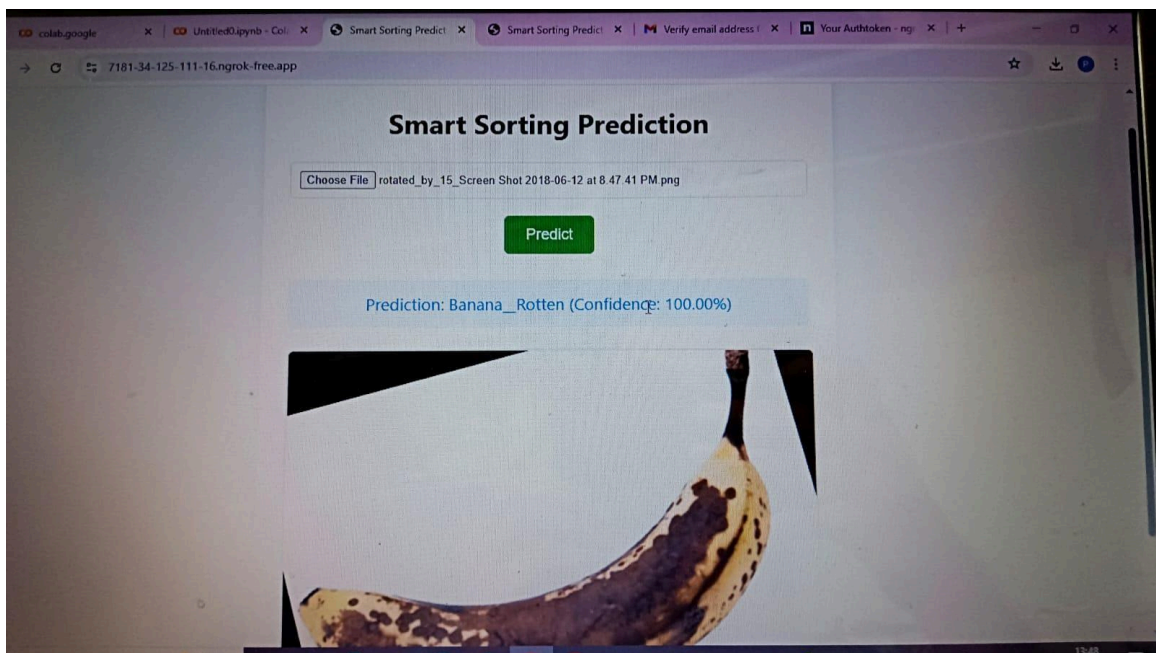 colab.google
Untitled0.ipynb - Col
Smart Sorting Predict
Smart Sorting Predict
Verify email address
Your Authtoken - ng
7181-34-125-111-16.ngrok-free.app
P
Smart Sorting Prediction
Choose File rotated_by_15_Screen Shot 2018-06-12 at 8.47.41 PM.png
Predict
Prediction: Banana__Rotten (Confidence: 100.00%)